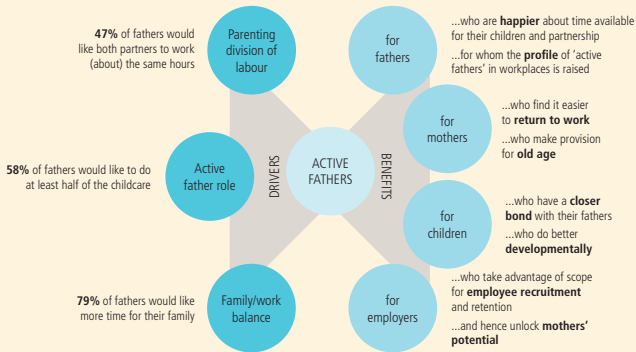 47% of fathers would
like both partners to work
(about) the same hours
Parenting
division of
labour
58% of fathers would like to do
at least half of the childcare
Active
father role
79% of fathers would like
more time for their family
Family/work
balance
DRIVERS
ACTIVE
FATHERS
BENEFITS
for
fathers
...who are happier about time available
for their children and partnership
...for whom the profile of 'active
fathers' in workplaces is raised
for
mothers
...who find it easier
to return to work
...who make provision
for old age
for
children
...who have a closer
bond with their fathers
...who do better
developmentally
for
employers
...who take advantage of scope
for employee recruitment
and retention
...and hence unlock mothers'
potential